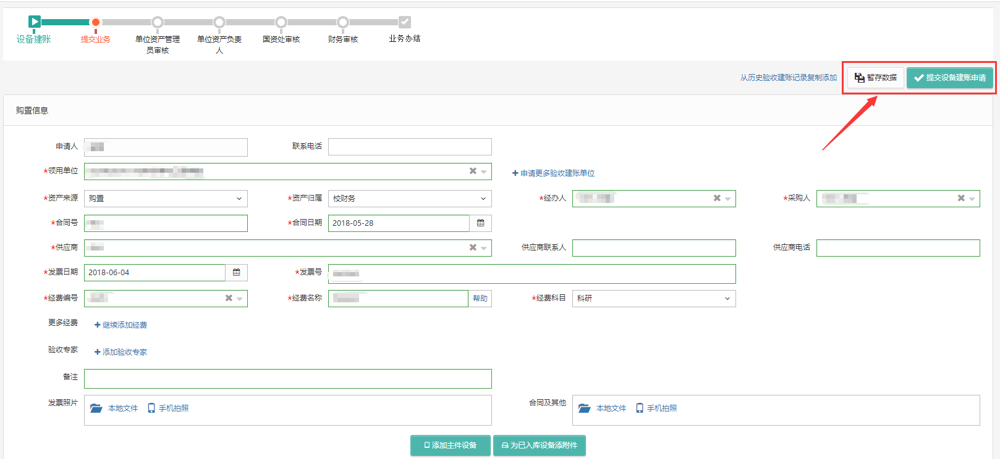 设备建账
提交业务
单位资产管理
员审核
单位资产负责
人
国资处审核
财务审核
业务办结
从历史验收建账记录复制添加
暂存数据
提交设备建账申请
购置信息
申请人
联系电话
*领用单位
申请更多验收建账单位
*资产来源 购置
*资产归属 校财务
*经办人
*采购人
*合同号
*合同日期 2018-05-28
*供应商
供应商联系人
供应商电话
*发票日期 2018-06-04
*发票号
*经费编号
*经费名称 帮助
*经费科目 科研
更多经费 继续添加经费
验收专家 添加验收专家
备注
发票照片 本地文件 手机拍照
合同及其他 本地文件 手机拍照
添加主件设备
为已入库设备添附件